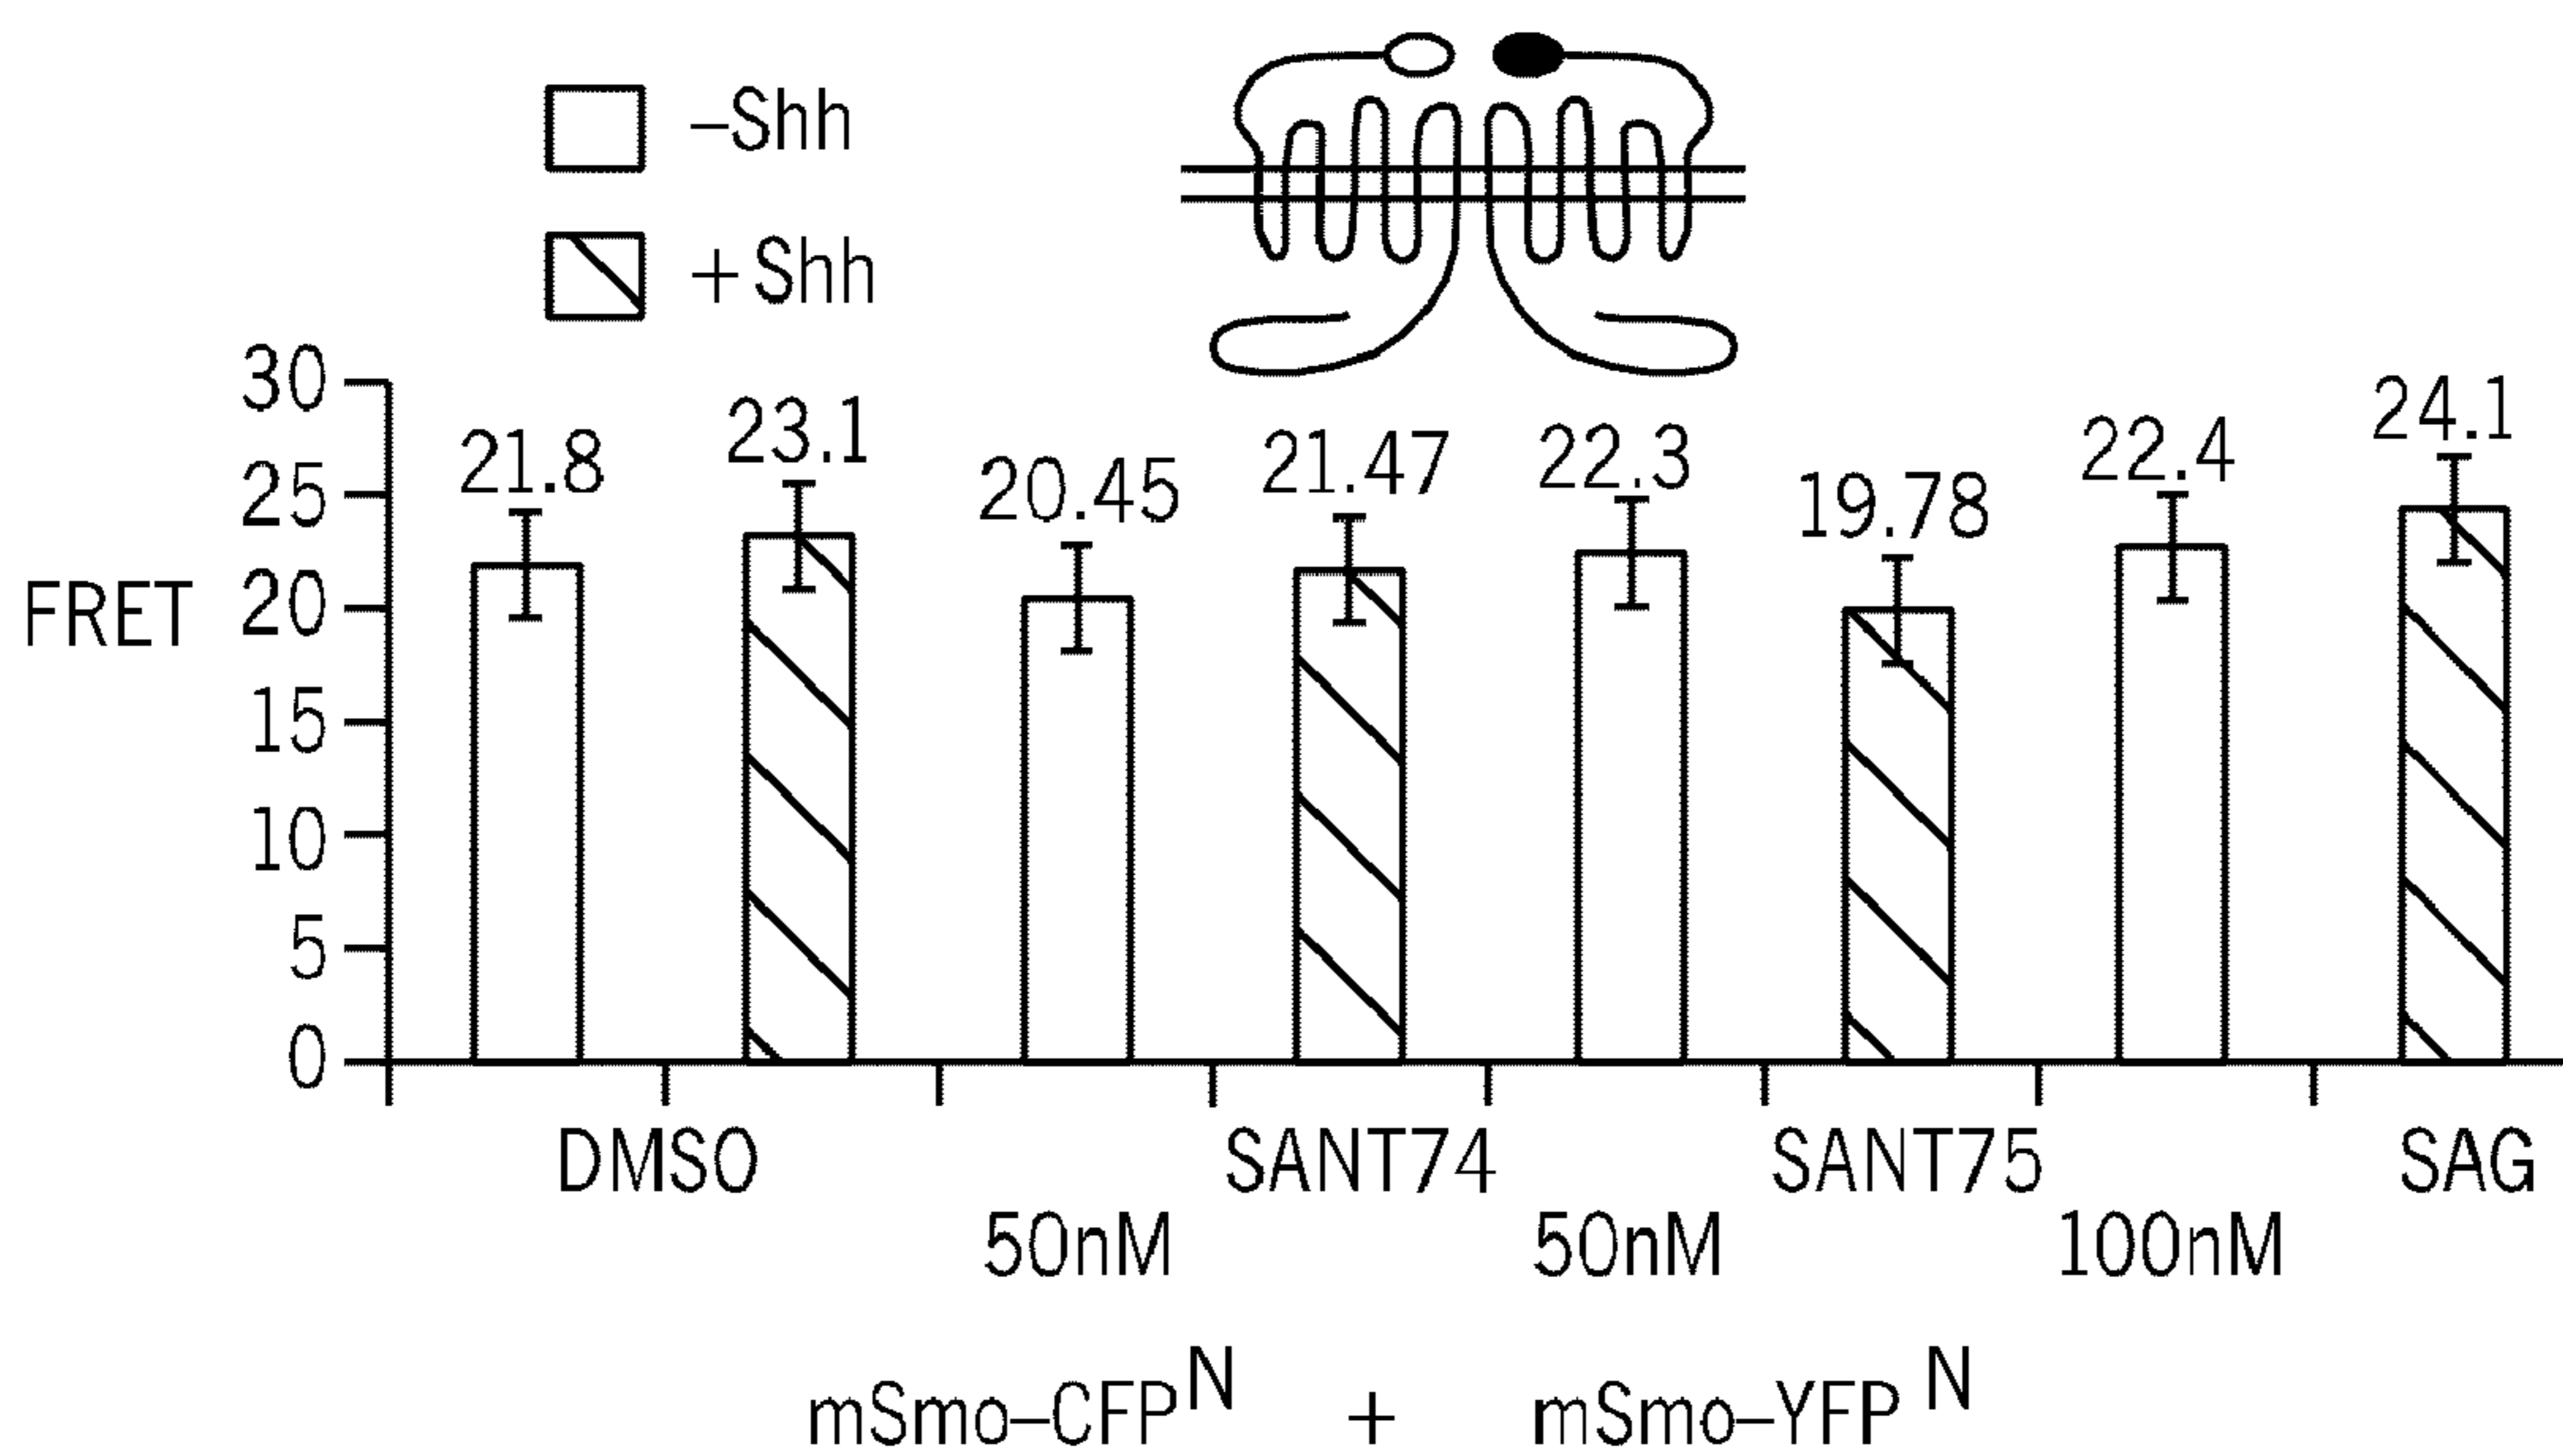 –Shh
+Shh
FRET
30
25
20
15
10
5
0
21.8
23.1
20.45
21.47
22.3
19.78
22.4
24.1
DMSO
SANT74
SANT75
SAG
50nM
50nM
100nM
mSmo–CFP^N + mSmo–YFP^N